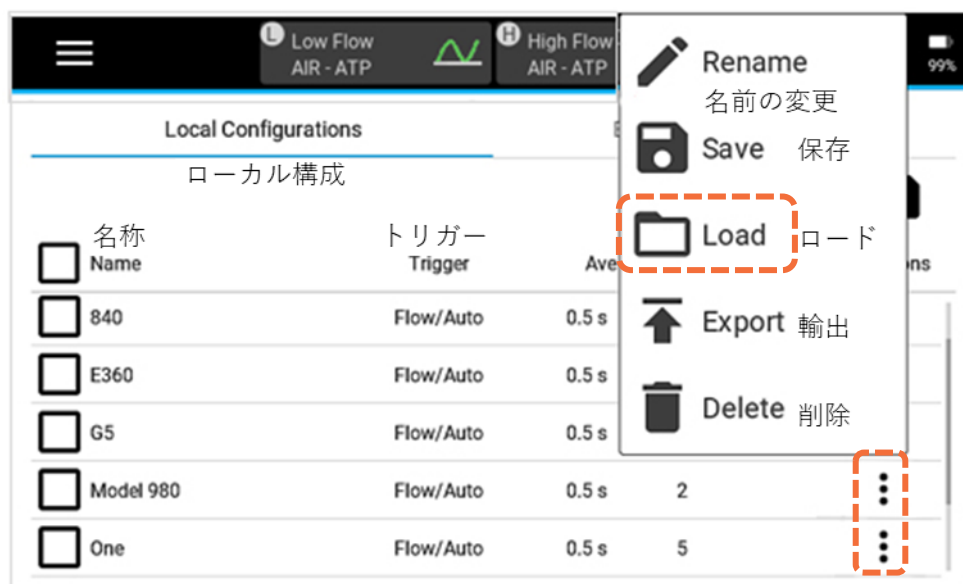 L Low Flow
AIR - ATP
H High Flow
AIR - ATP
99%
Rename
名前の変更
Save 保存
Load ロード
Export 輸出
Delete 削除
Local Configurations
ローカル構成
名称 トリガー
Name Trigger
840 Flow/Auto 0.5 s
E360 Flow/Auto 0.5 s
G5 Flow/Auto 0.5 s
Model 980 Flow/Auto 0.5 s 2
One Flow/Auto 0.5 s 5